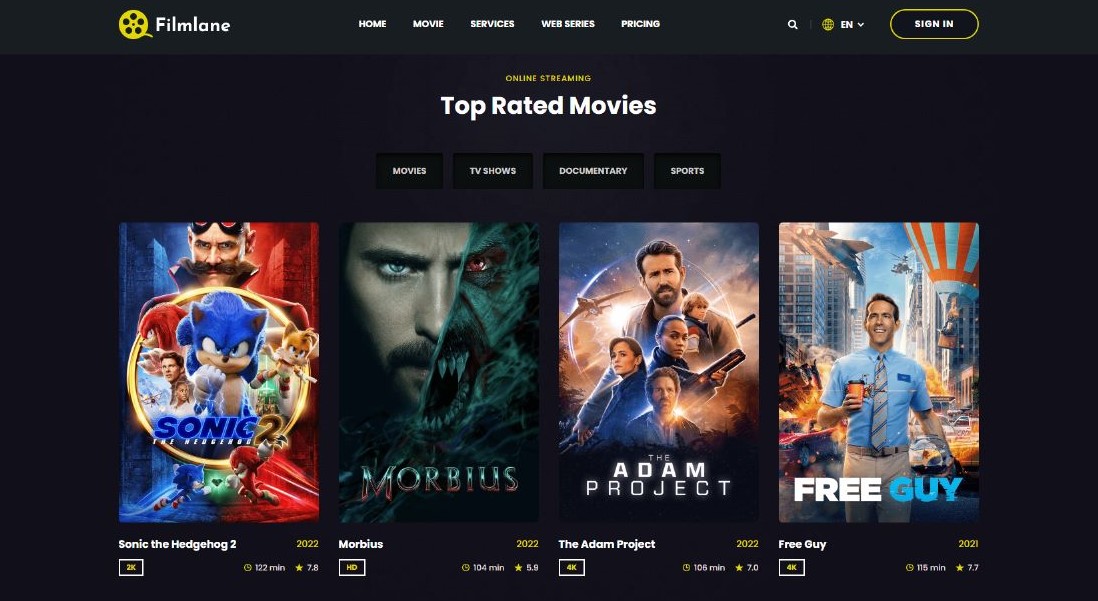 Filmlane HOME MOVIE SERVICES WEB SERIES PRICING EN SIGN IN
ONLINE STREAMING
Top Rated Movies
MOVIES TV SHOWS DOCUMENTARY SPORTS
SONIC 2
THE HEDGEHOG
MORBIUS
THE
ADAM
PROJECT
FREE GUY
Sonic the Hedgehog 2 2022
2K 122 min 7.8
Morbius 2022
HD 104 min 5.9
The Adam Project 2022
4K 106 min 7.0
Free Guy 2021
4K 115 min 7.7